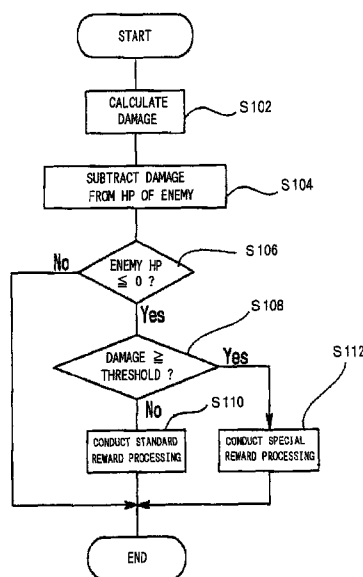 START
CALCULATE
DAMAGE
S102
SUBTRACT DAMAGE
FROM HP OF ENEMY
S104
No
ENEMY HP
≦ 0 ?
S106
Yes
S108
DAMAGE ≧
THRESHOLD ?
Yes
S112
No
S110
CONDUCT STANDARD
REWARD PROCESSING
CONDUCT SPECIAL
REWARD PROCESSING
END